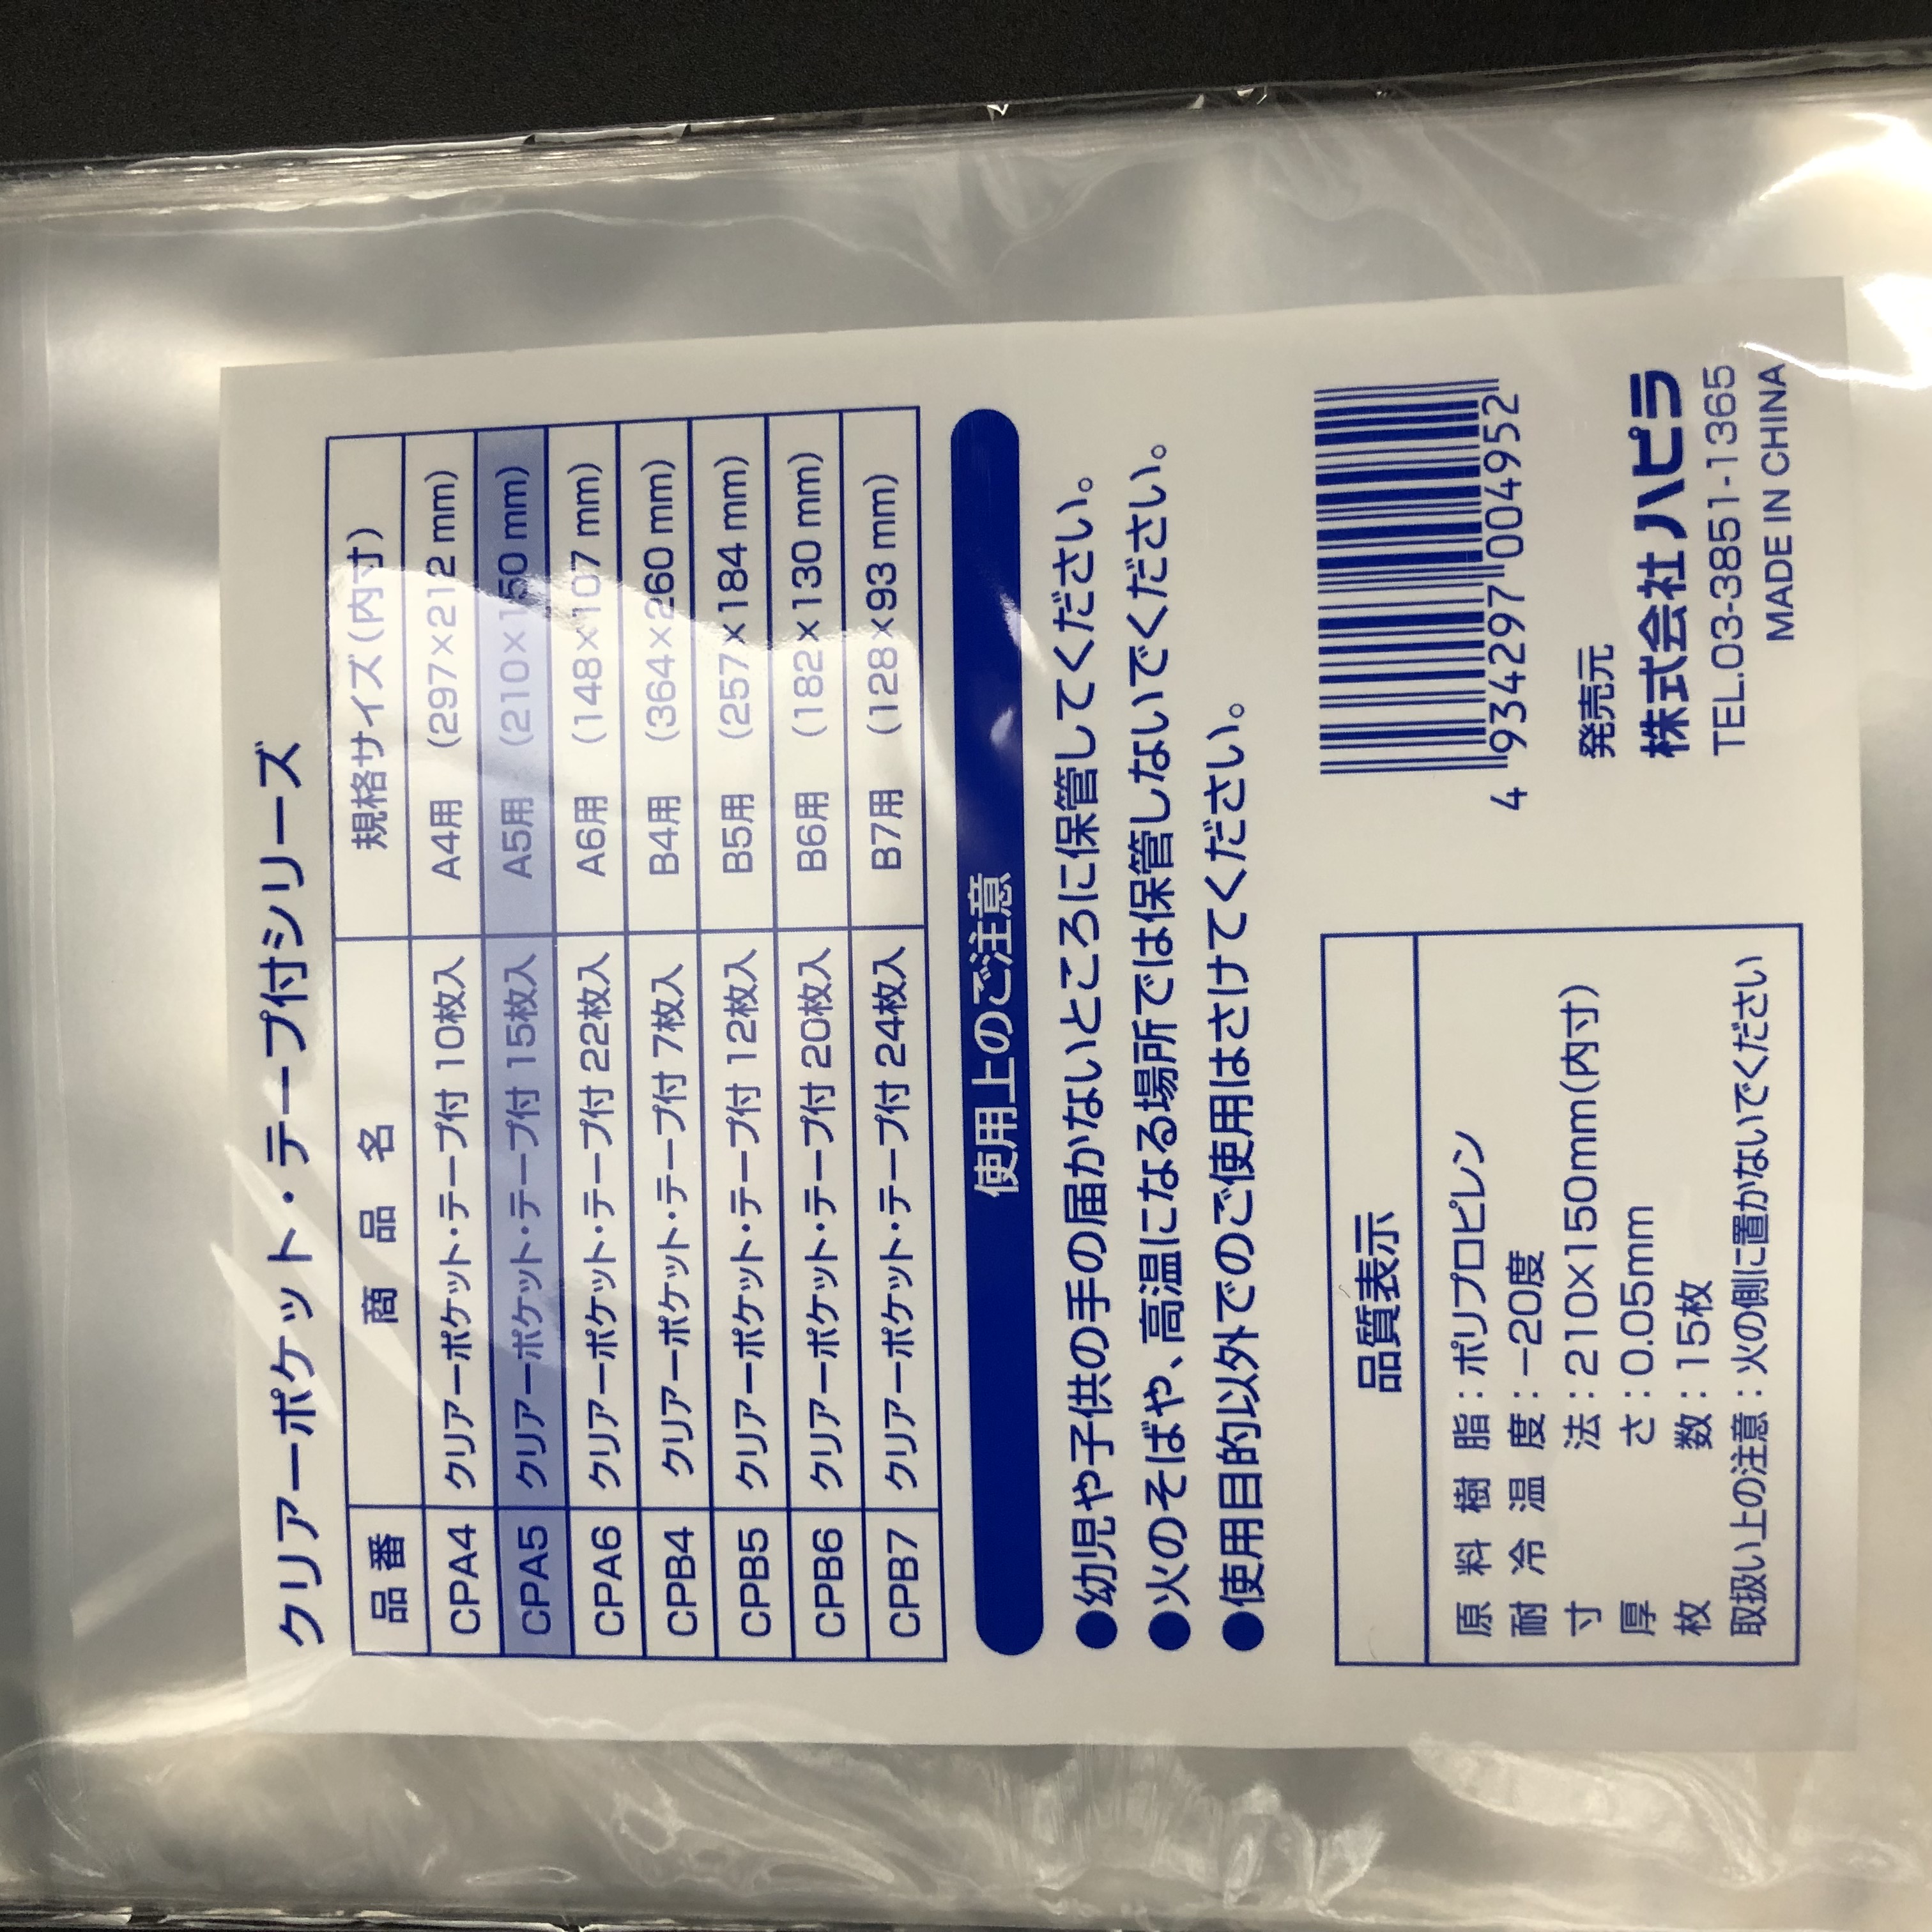 クリアーポケット・テープ付シリーズ
品番 商品名 規格サイズ(内寸)
CPA4 クリアーポケット・テープ付 10枚入 A4用 (297×212 mm)
CPA5 クリアーポケット・テープ付 15枚入 A5用 (210×150 mm)
CPA6 クリアーポケット・テープ付 22枚入 A6用 (148×107 mm)
CPB4 クリアーポケット・テープ付 7枚入 B4用 (364×260 mm)
CPB5 クリアーポケット・テープ付 12枚入 B5用 (257×184 mm)
CPB6 クリアーポケット・テープ付 20枚入 B6用 (182×130 mm)
CPB7 クリアーポケット・テープ付 24枚入 B7用 (128×93 mm)
使用上のご注意
●幼児や子供の手の届かないところに保管してください。
●火のそばや、高温になる場所では保管しないでください。
●使用目的以外でのご使用はさけてください。
品質表示
原料樹脂：ポリプロピレン
耐冷温度：−20度
寸法：210×150mm(内寸)
厚さ：0.05mm
枚数：15枚
取扱い上の注意：火の側に置かないでください
4 934297 004952
発売元
株式会社ハピラ
TEL.03-3851-1365
MADE IN CHINA